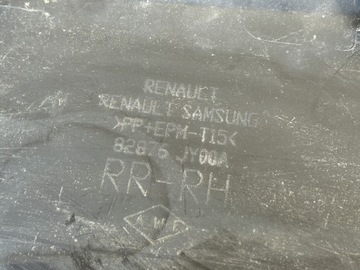 RENAULT
RENAULT SAMSUNG
>PP+EPM-T15<
82876 JY00A
RR-RH